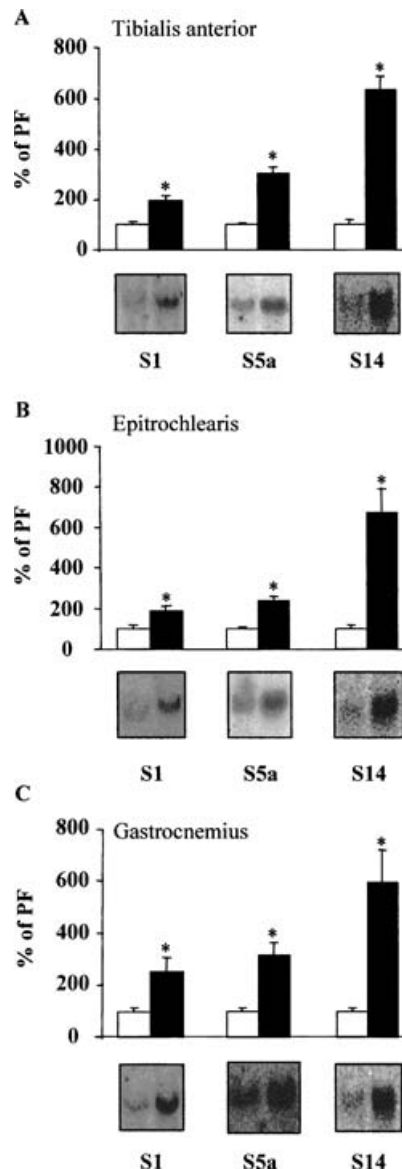 A
Tibialis anterior
% of PF
800
600
400
200
0
* * *
S1 S5a S14
B
Epitrochlearis
% of PF
1000
800
600
400
200
0
* * *
S1 S5a S14
C
Gastrocnemius
% of PF
800
600
400
200
0
* * *
S1 S5a S14